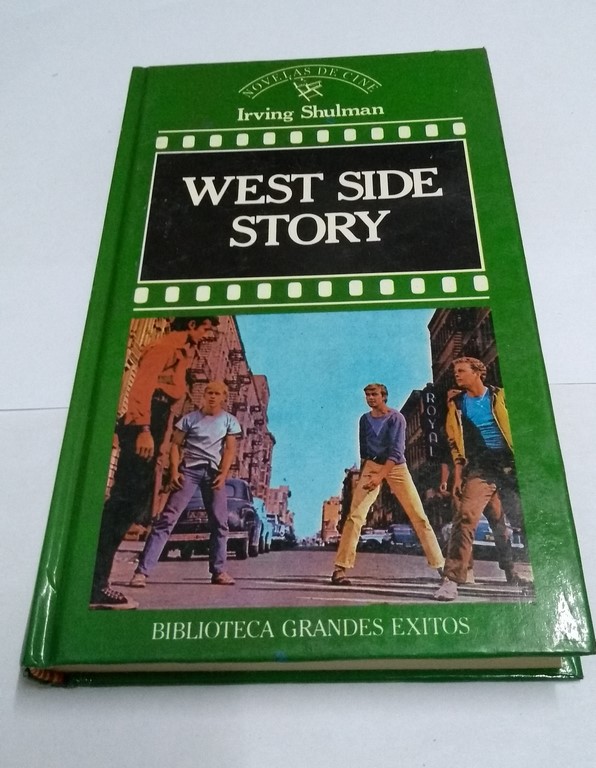 NOVELAS DE CINE
Irving Shulman
WEST SIDE
STORY
ROYAL
BIBLIOTECA GRANDES EXITOS